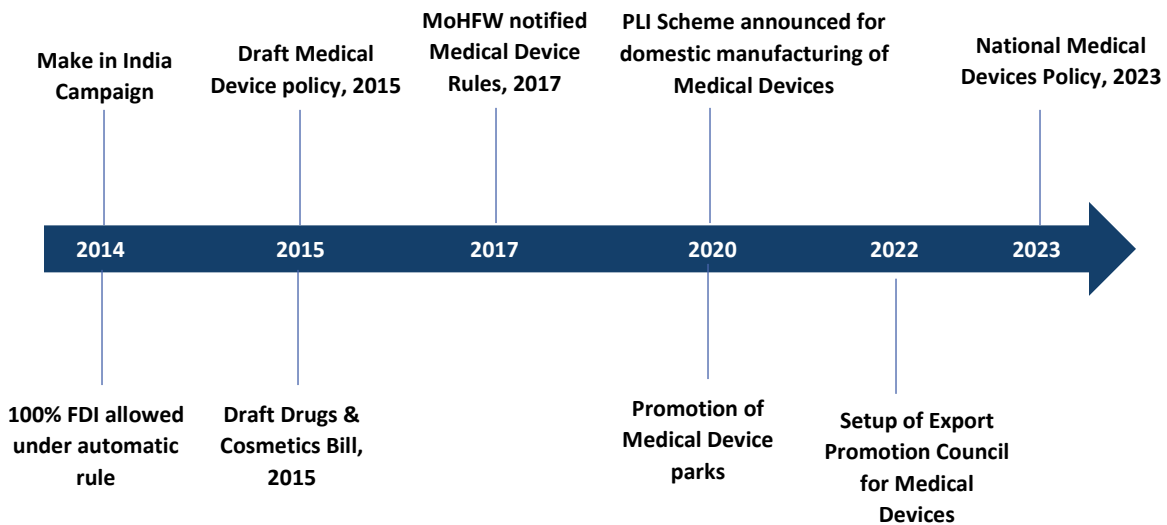 Make in India
Campaign
Draft Medical
Device policy, 2015
MoHFW notified
Medical Device
Rules, 2017
PLI Scheme announced for
domestic manufacturing of
Medical Devices
National Medical
Devices Policy, 2023
2014
2015
2017
2020
2022
2023
100% FDI allowed
under automatic
rule
Draft Drugs &
Cosmetics Bill,
2015
Promotion of
Medical Device
parks
Setup of Export
Promotion Council
for Medical
Devices